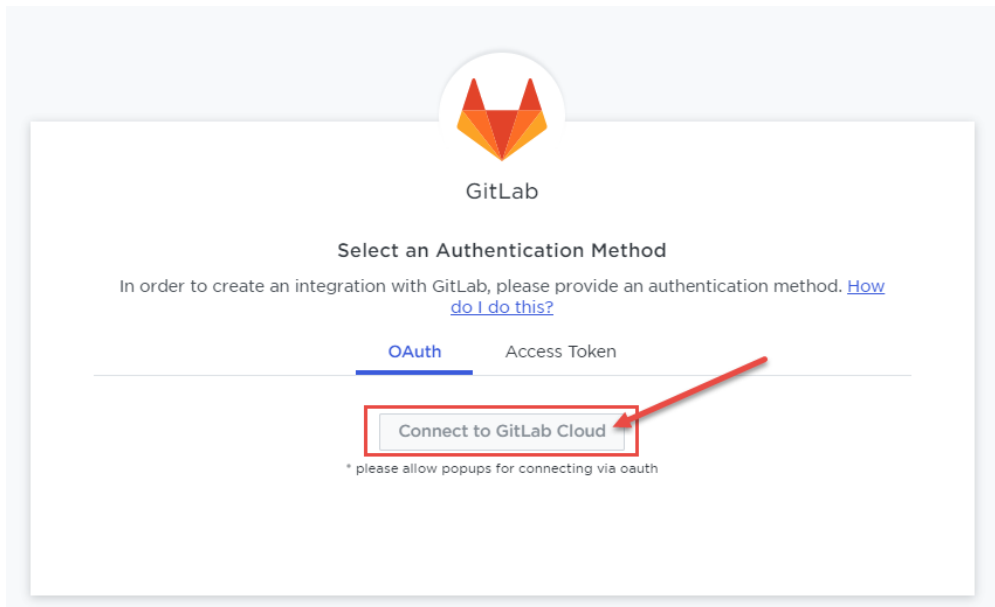 GitLab
Select an Authentication Method
In order to create an integration with GitLab, please provide an authentication method. How
do I do this?
OAuth Access Token
Connect to GitLab Cloud
* please allow popups for connecting via oauth